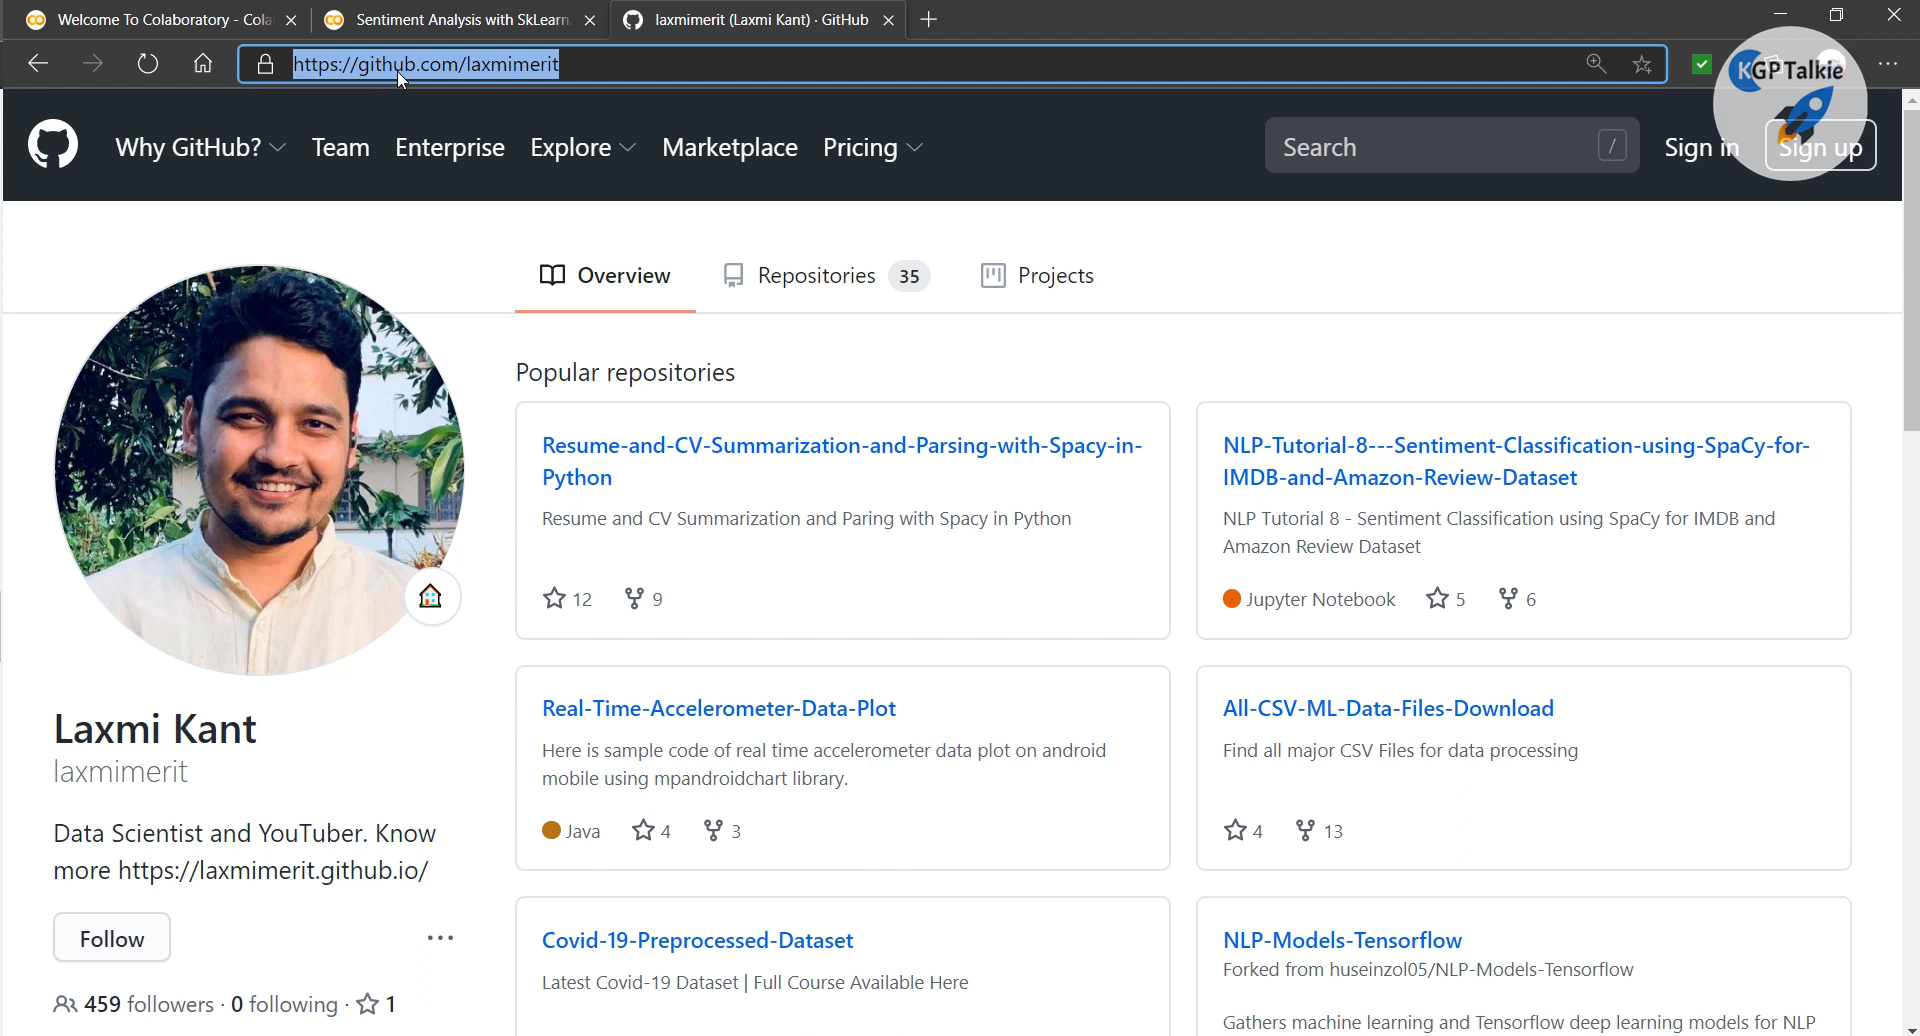 Welcome To Colaboratory - Cola
Sentiment Analysis with SkLearn
laxmimerit (Laxmi Kant) · GitHub
https://github.com/laxmimerit
KGPTalkie
Why GitHub?
Team
Enterprise
Explore
Marketplace
Pricing
Search
/
Sign in
Sign up
Overview
Repositories 35
Projects
Popular repositories
Resume-and-CV-Summarization-and-Parsing-with-Spacy-in-
Python
Resume and CV Summarization and Paring with Spacy in Python
12
9
NLP-Tutorial-8---Sentiment-Classification-using-SpaCy-for-
IMDB-and-Amazon-Review-Dataset
NLP Tutorial 8 - Sentiment Classification using SpaCy for IMDB and
Amazon Review Dataset
Jupyter Notebook
5
6
Real-Time-Accelerometer-Data-Plot
Here is sample code of real time accelerometer data plot on android
mobile using mpandroidchart library.
Java
4
3
All-CSV-ML-Data-Files-Download
Find all major CSV Files for data processing
4
13
Covid-19-Preprocessed-Dataset
Latest Covid-19 Dataset | Full Course Available Here
NLP-Models-Tensorflow
Forked from huseinzol05/NLP-Models-Tensorflow
Gathers machine learning and Tensorflow deep learning models for NLP
Laxmi Kant
laxmimerit
Data Scientist and YouTuber. Know
more https://laxmimerit.github.io/
Follow
459 followers · 0 following · 1